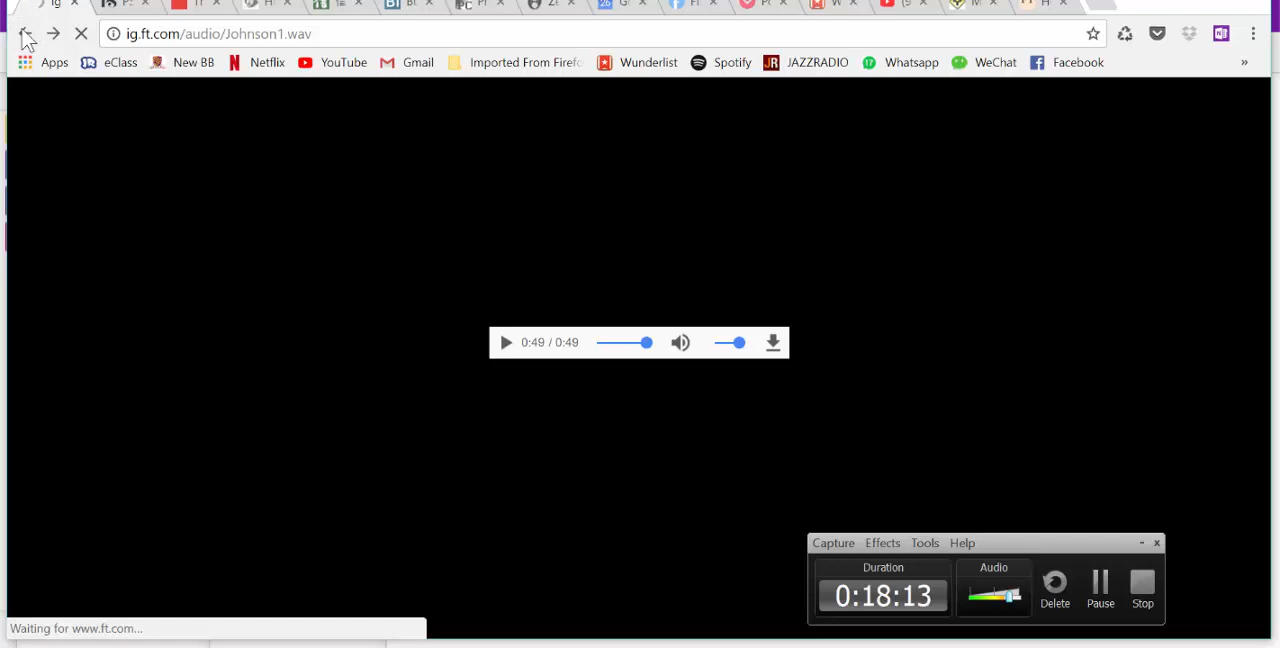 ig.ft.com/audio/Johnson1.wav
Apps eClass New BB Netflix YouTube Gmail Imported From Firefo Wunderlist Spotify JAZZRADIO Whatsapp WeChat Facebook »
0:49 / 0:49
Capture Effects Tools Help
Duration Audio
0:18:13
Delete Pause Stop
Waiting for www.ft.com...